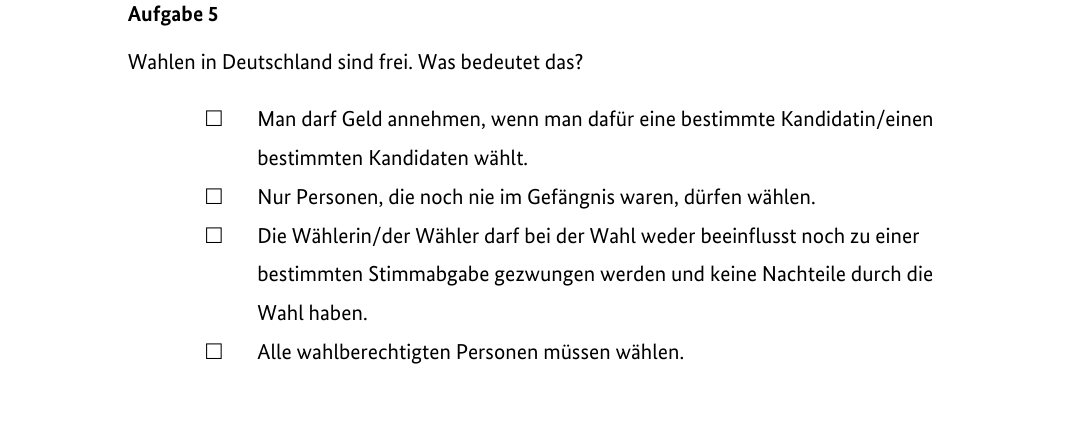 Aufgabe 5
Wahlen in Deutschland sind frei. Was bedeutet das?
☐ Man darf Geld annehmen, wenn man dafür eine bestimmte Kandidatin/einen
bestimmten Kandidaten wählt.
☐ Nur Personen, die noch nie im Gefängnis waren, dürfen wählen.
☐ Die Wählerin/der Wähler darf bei der Wahl weder beeinflusst noch zu einer
bestimmten Stimmabgabe gezwungen werden und keine Nachteile durch die
Wahl haben.
☐ Alle wahlberechtigten Personen müssen wählen.